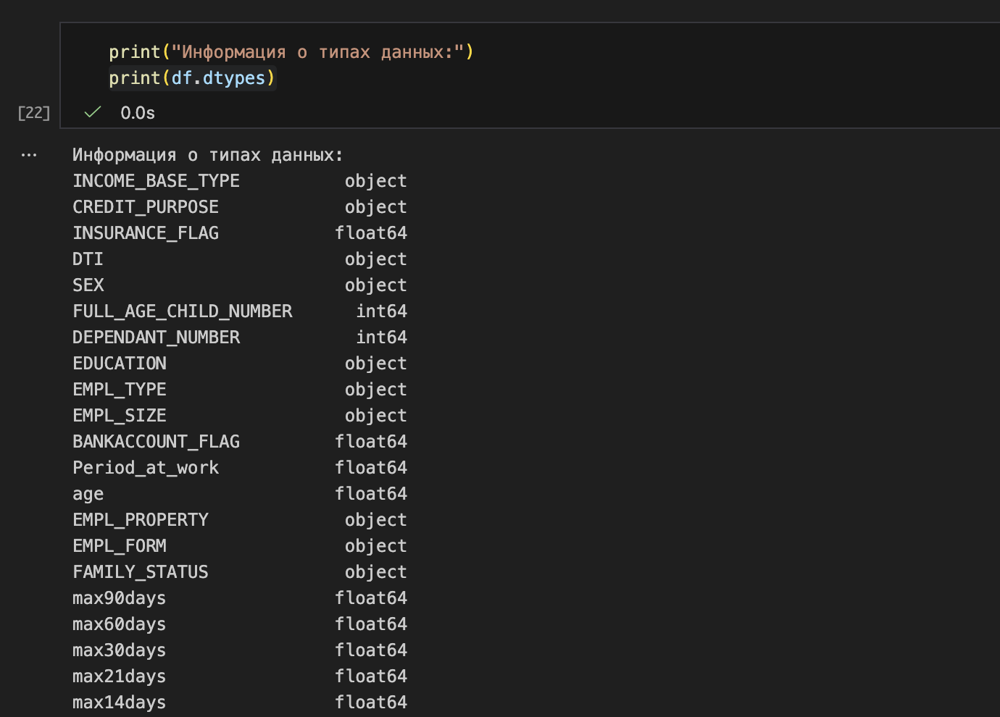 print("Информация о типах данных:")
print(df.dtypes)
[22] 0.0s
... Информация о типах данных:
INCOME_BASE_TYPE object
CREDIT_PURPOSE object
INSURANCE_FLAG float64
DTI object
SEX object
FULL_AGE_CHILD_NUMBER int64
DEPENDANT_NUMBER int64
EDUCATION object
EMPL_TYPE object
EMPL_SIZE object
BANKACCOUNT_FLAG float64
Period_at_work float64
age float64
EMPL_PROPERTY object
EMPL_FORM object
FAMILY_STATUS object
max90days float64
max60days float64
max30days float64
max21days float64
max14days float64